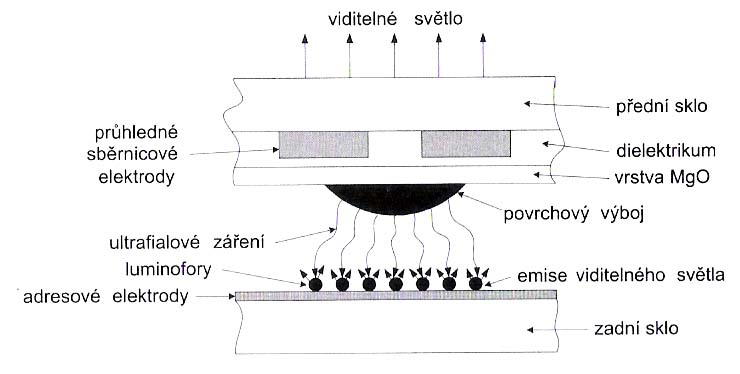 viditelné světlo
přední sklo
průhledné
sběrnicové
elektrody
dielektrikum
vrstva MgO
povrchový výboj
ultrafialové záření
luminofory
emise viditelného světla
adresové elektrody
zadní sklo